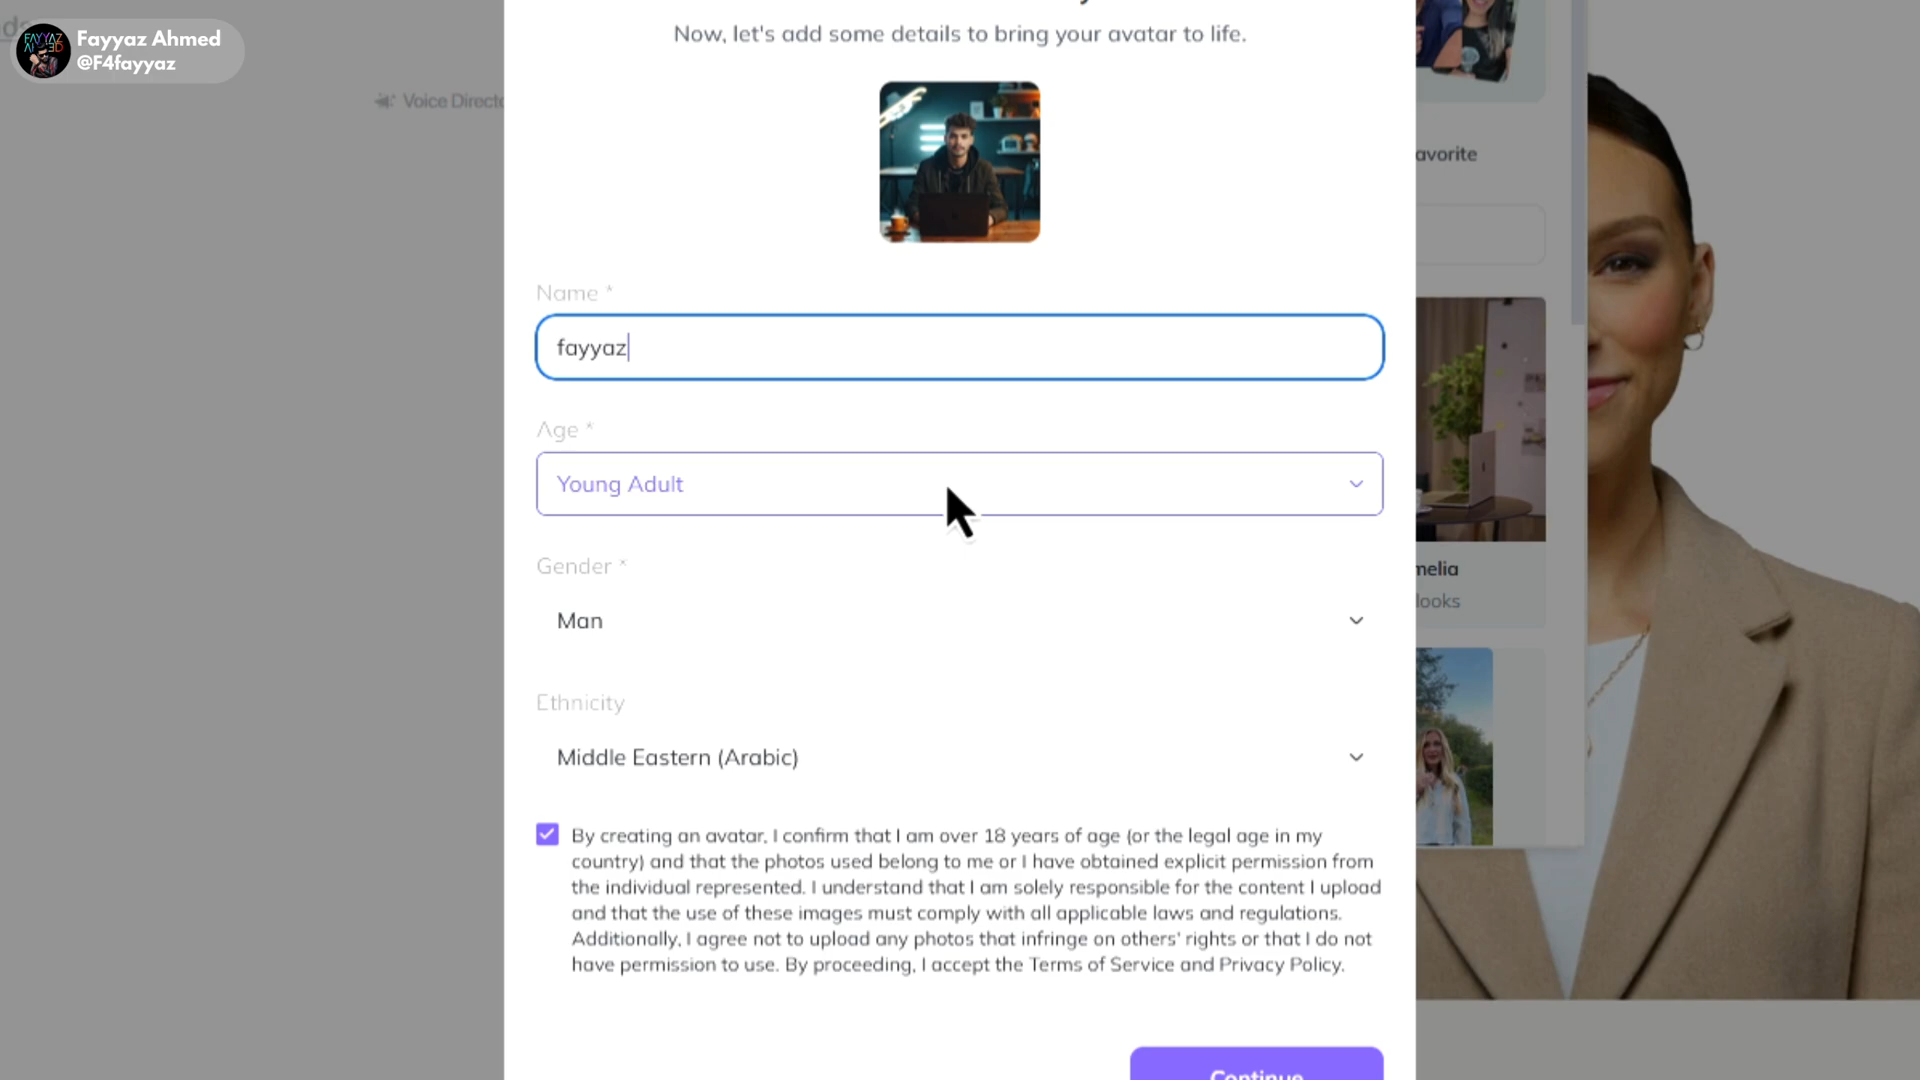 Fayyaz Ahmed
@F4fayyaz
Voice Directo
Now, let's add some details to bring your avatar to life.
avorite
Name *
fayyaz
Age *
Young Adult
Gender *
Man
melia
looks
Ethnicity
Middle Eastern (Arabic)
By creating an avatar, I confirm that I am over 18 years of age (or the legal age in my
country) and that the photos used belong to me or I have obtained explicit permission from
the individual represented. I understand that I am solely responsible for the content I upload
and that the use of these images must comply with all applicable laws and regulations.
Additionally, I agree not to upload any photos that infringe on others' rights or that I do not
have permission to use. By proceeding, I accept the Terms of Service and Privacy Policy.
Continue